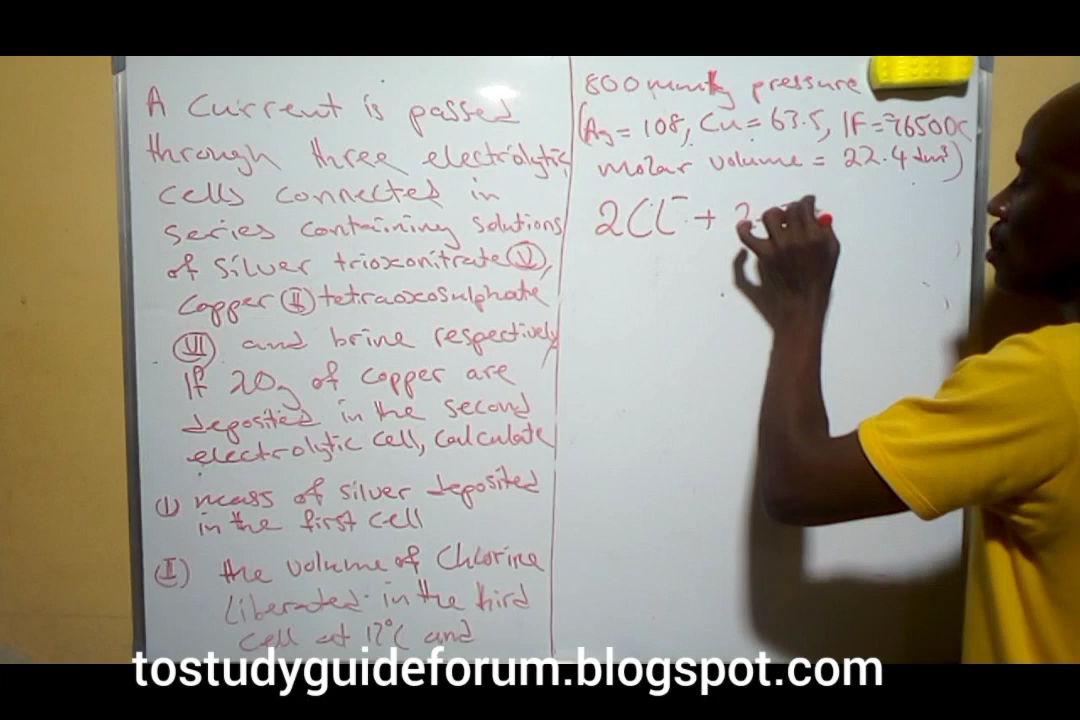 A current is passed
through three electrolytic
cells connected in
series containing solutions
of silver trioxonitrate (V),
copper (II) tetraoxosulphate
(VI) and brine respectively
If 20g of copper are
deposited in the second
electrolytic cell, calculate
(I) mass of silver deposited
in the first cell
(II) the volume of Chlorine
liberated in the third
cell at 17°C and
800mmHg pressure
(Ag = 108, Cu = 63.5, 1F = 96500C
molar volume = 22.4 dm³)
2Cl⁻ +
tostudyguideforum.blogspot.com